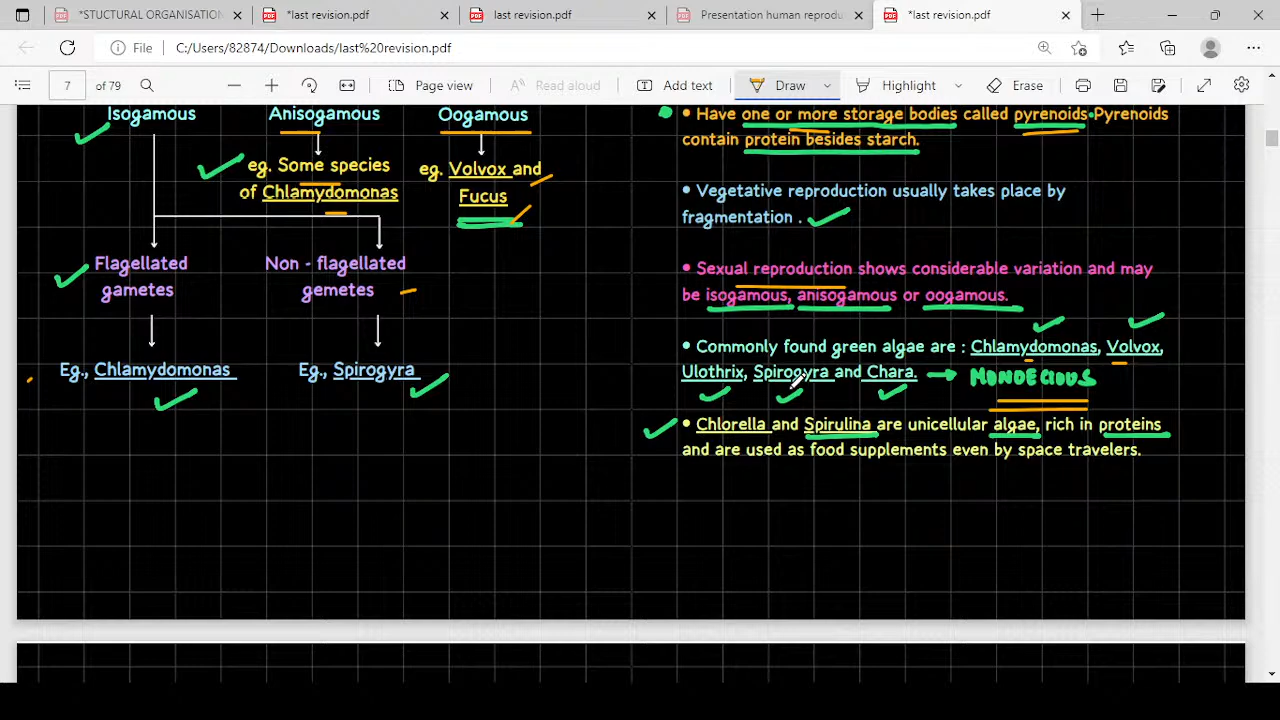 *STUCTURAL ORGANISATION
*last revision.pdf
last revision.pdf
Presentation human reprodu
*last revision.pdf
File
C:/Users/82874/Downloads/last%20revision.pdf
7
of 79
Page view
Read aloud
Add text
Draw
Highlight
Erase
Isogamous
Anisogamous
Oogamous
eg. Some species
of Chlamydomonas
eg. Volvox and
Fucus
Flagellated
gametes
Non - flagellated
gemetes
Eg., Chlamydomonas
Eg., Spirogyra
• Have one or more storage bodies called pyrenoids. Pyrenoids
contain protein besides starch.
• Vegetative reproduction usually takes place by
fragmentation .
• Sexual reproduction shows considerable variation and may
be isogamous, anisogamous or oogamous.
• Commonly found green algae are : Chlamydomonas, Volvox,
Ulothrix, Spirogyra and Chara. → MONOECIOUS
• Chlorella and Spirulina are unicellular algae, rich in proteins
and are used as food supplements even by space travelers.